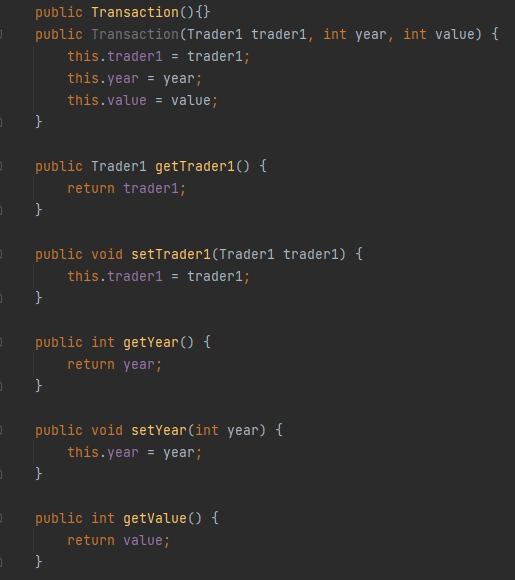 public Transaction(){}
public Transaction(Trader1 trader1, int year, int value) {
this.trader1 = trader1;
this.year = year;
this.value = value;
}
public Trader1 getTrader1() {
return trader1;
}
public void setTrader1(Trader1 trader1) {
this.trader1 = trader1;
}
public int getYear() {
return year;
}
public void setYear(int year) {
this.year = year;
}
public int getValue() {
return value;
}